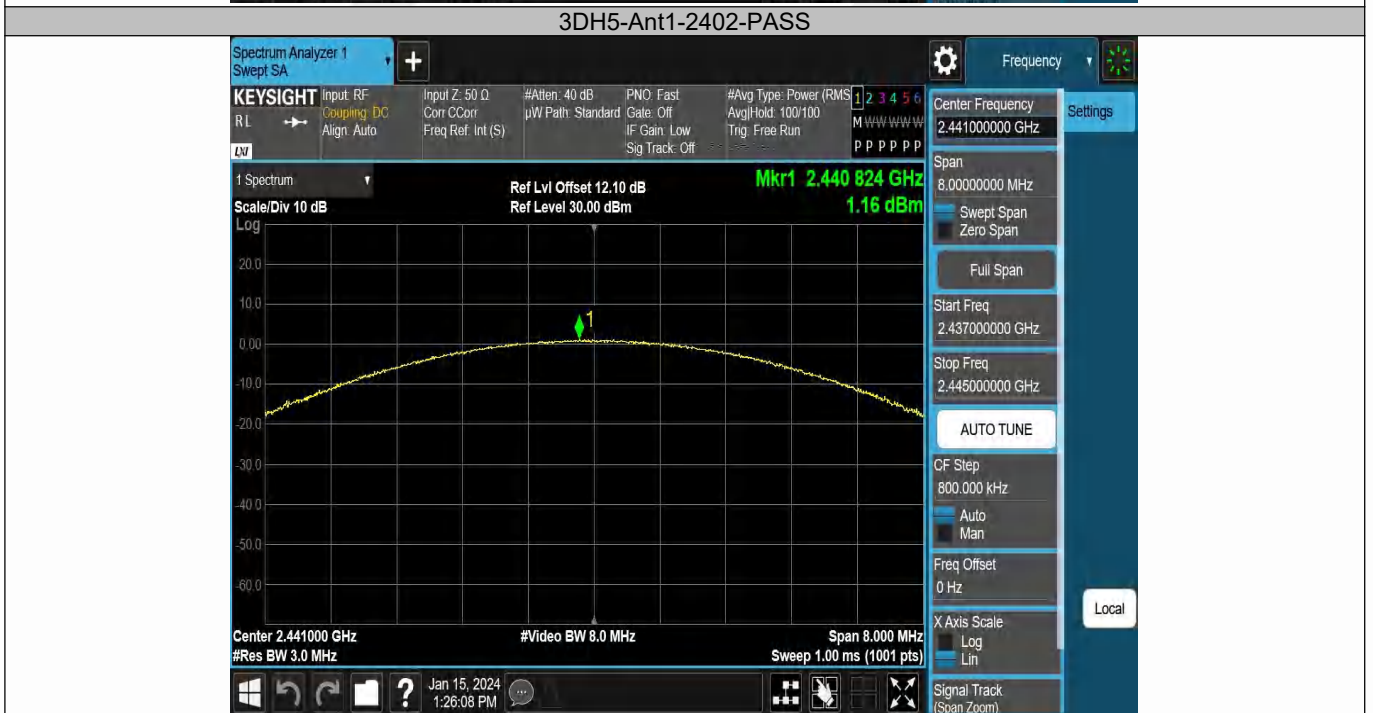 3DH5-Ant1-2402-PASS
Spectrum Analyzer 1
Swept SA
+
Frequency
KEYSIGHT
RL
LXI
Input: RF
Coupling: DC
Align: Auto
Input Z: 50 Ω
Corr CCorr
Freq Ref: Int (S)
#Atten: 40 dB
µW Path: Standard
PNO: Fast
Gate: Off
IF Gain: Low
Sig Track: Off
#Avg Type: Power (RMS
Avg|Hold: 100/100
Trig: Free Run
1 2 3 4 5 6
M W W W W W
P P P P P P
Center Frequency
2.441000000 GHz
Settings
1 Spectrum
Ref Lvl Offset 12.10 dB
Mkr1 2.440 824 GHz
Scale/Div 10 dB
Ref Level 30.00 dBm
1.16 dBm
Log
20.0
10.0
0.00
-10.0
-20.0
-30.0
-40.0
-50.0
-60.0
1
Center 2.441000 GHz
#Video BW 8.0 MHz
Span 8.000 MHz
#Res BW 3.0 MHz
Sweep 1.00 ms (1001 pts)
Span
8.00000000 MHz
Swept Span
Zero Span
Full Span
Start Freq
2.437000000 GHz
Stop Freq
2.445000000 GHz
AUTO TUNE
CF Step
800.000 kHz
Auto
Man
Freq Offset
0 Hz
Local
X Axis Scale
Log
Lin
Signal Track
(Span Zoom)
?
Jan 15, 2024
1:26:08 PM